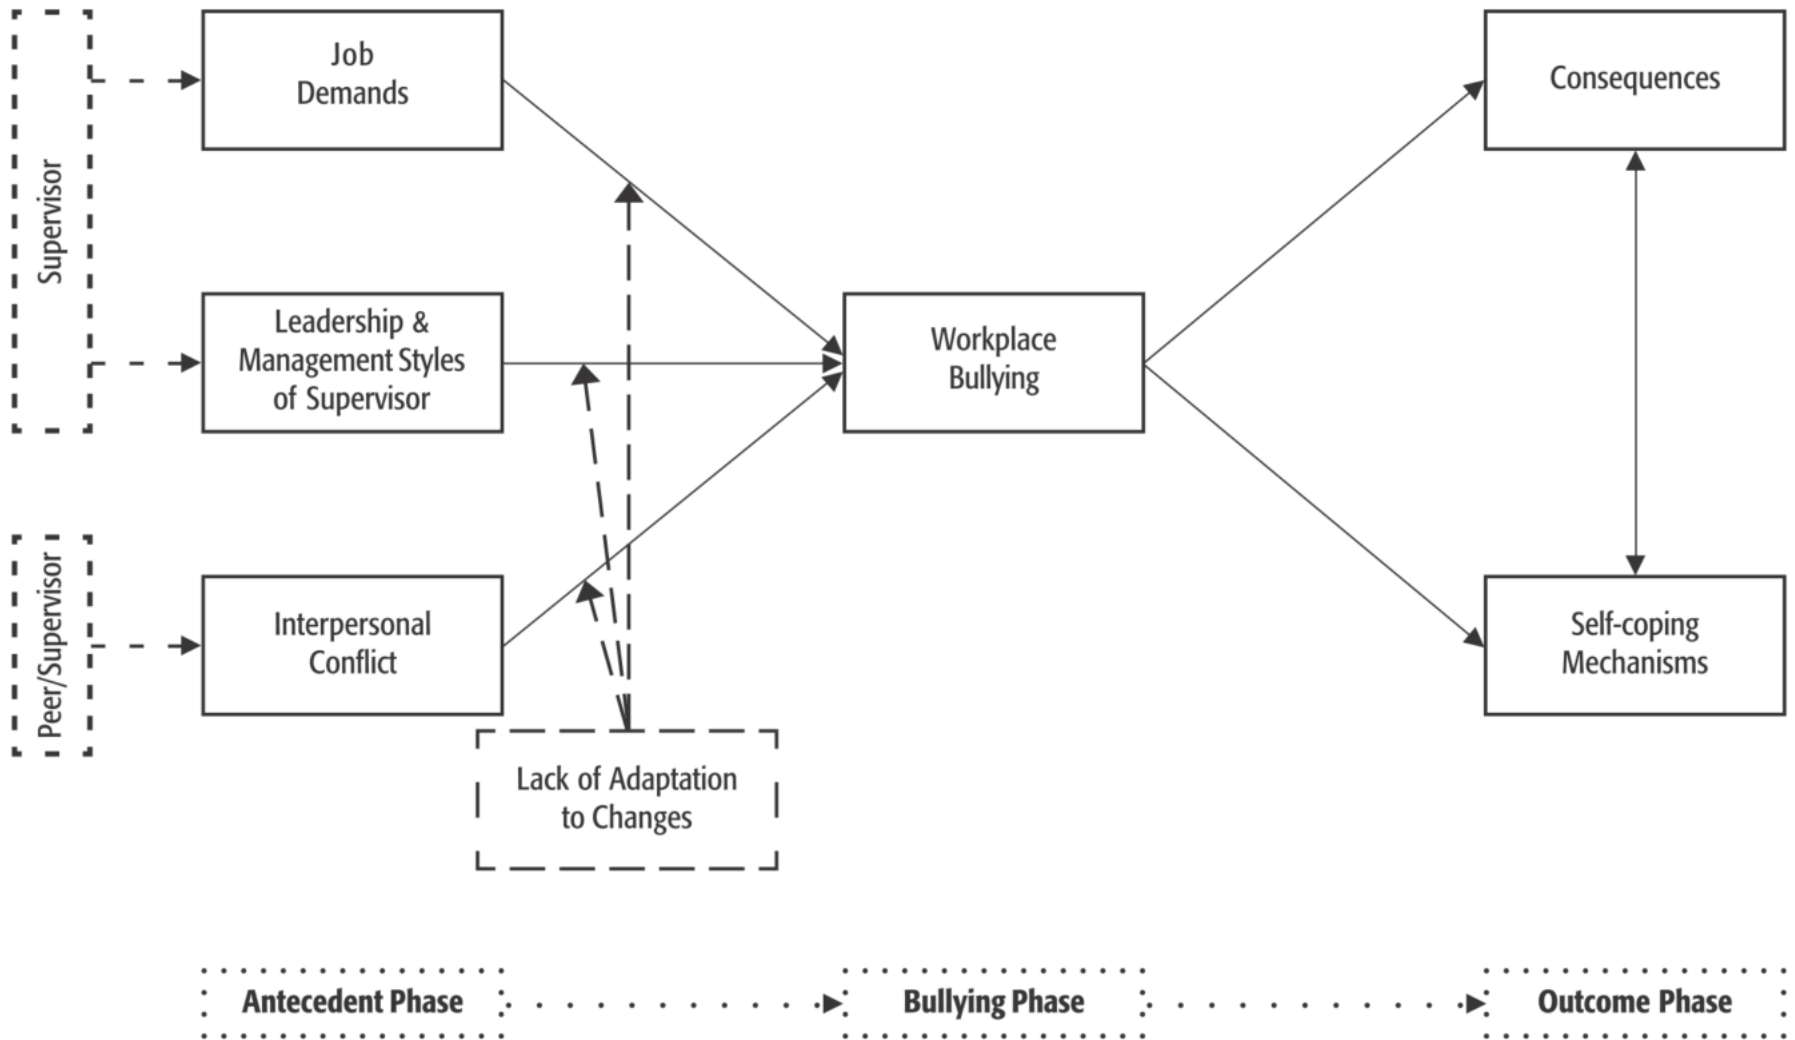 Supervisor
Job
Demands
Consequences
Leadership &
Management Styles
of Supervisor
Workplace
Bullying
Peer/Supervisor
Interpersonal
Conflict
Self-coping
Mechanisms
Lack of Adaptation
to Changes
Antecedent Phase
Bullying Phase
Outcome Phase